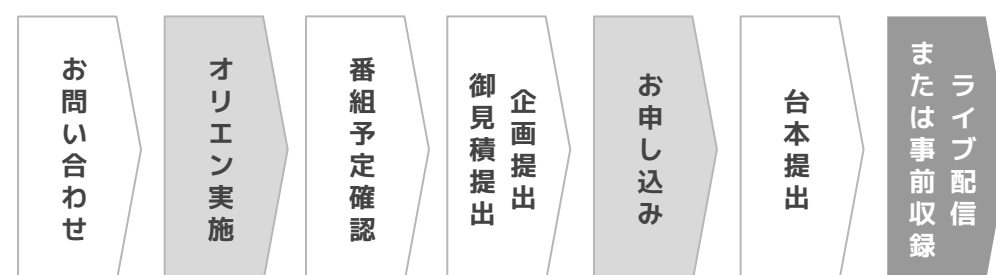 お問い合わせ
オリエン実施
番組予定確認
企画提出
御見積提出
お申し込み
台本提出
ライブ配信
または事前収録